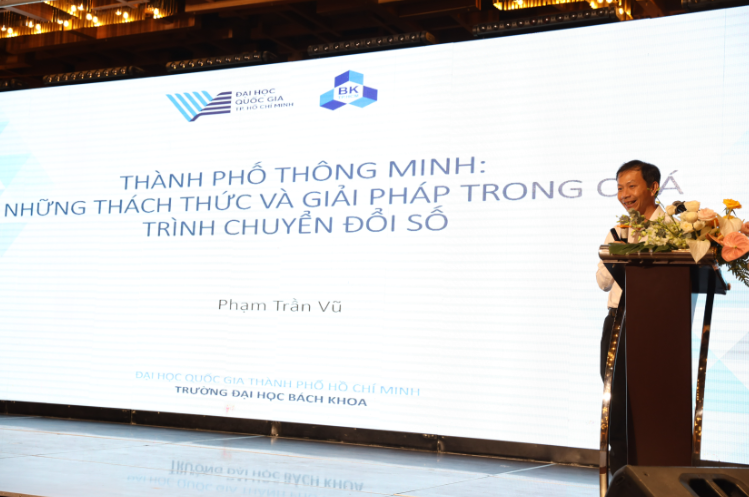 ĐẠI HỌC
QUỐC GIA
TP. HỒ CHÍ MINH
BK
THÀNH PHỐ THÔNG MINH:
NHỮNG THÁCH THỨC VÀ GIẢI PHÁP TRONG
TRÌNH CHUYỂN ĐỔI SỐ
Phạm Trần Vũ
ĐẠI HỌC QUỐC GIA THÀNH PHỐ HỒ CHÍ MINH
TRƯỜNG ĐẠI HỌC BÁCH KHOA